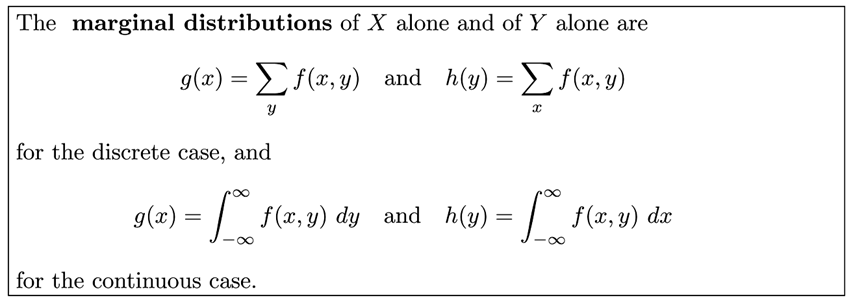 The marginal distributions of X alone and of Y alone are
g(x) = ∑_y f(x, y) and h(y) = ∑_x f(x, y)
for the discrete case, and
g(x) = ∫_{−∞}^{∞} f(x, y) dy and h(y) = ∫_{−∞}^{∞} f(x, y) dx
for the continuous case.